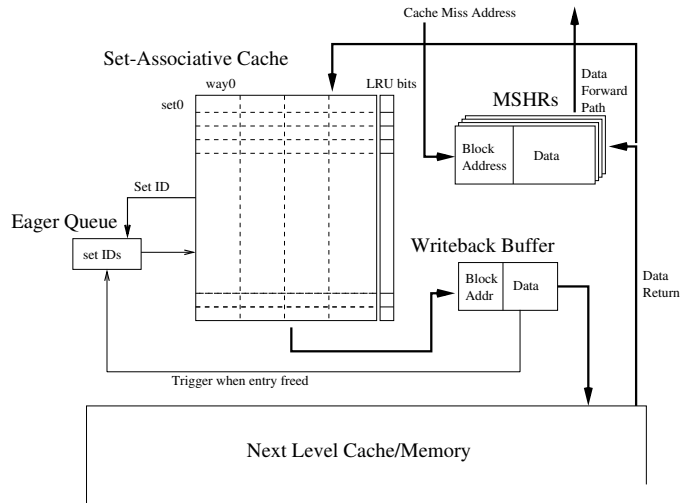 Cache Miss Address
Set-Associative Cache
way0
LRU bits
set0
MSHRs
Data
Forward
Path
Block
Address
Data
Set ID
Eager Queue
set IDs
Writeback Buffer
Block
Addr
Data
Data
Return
Trigger when entry freed
Next Level Cache/Memory